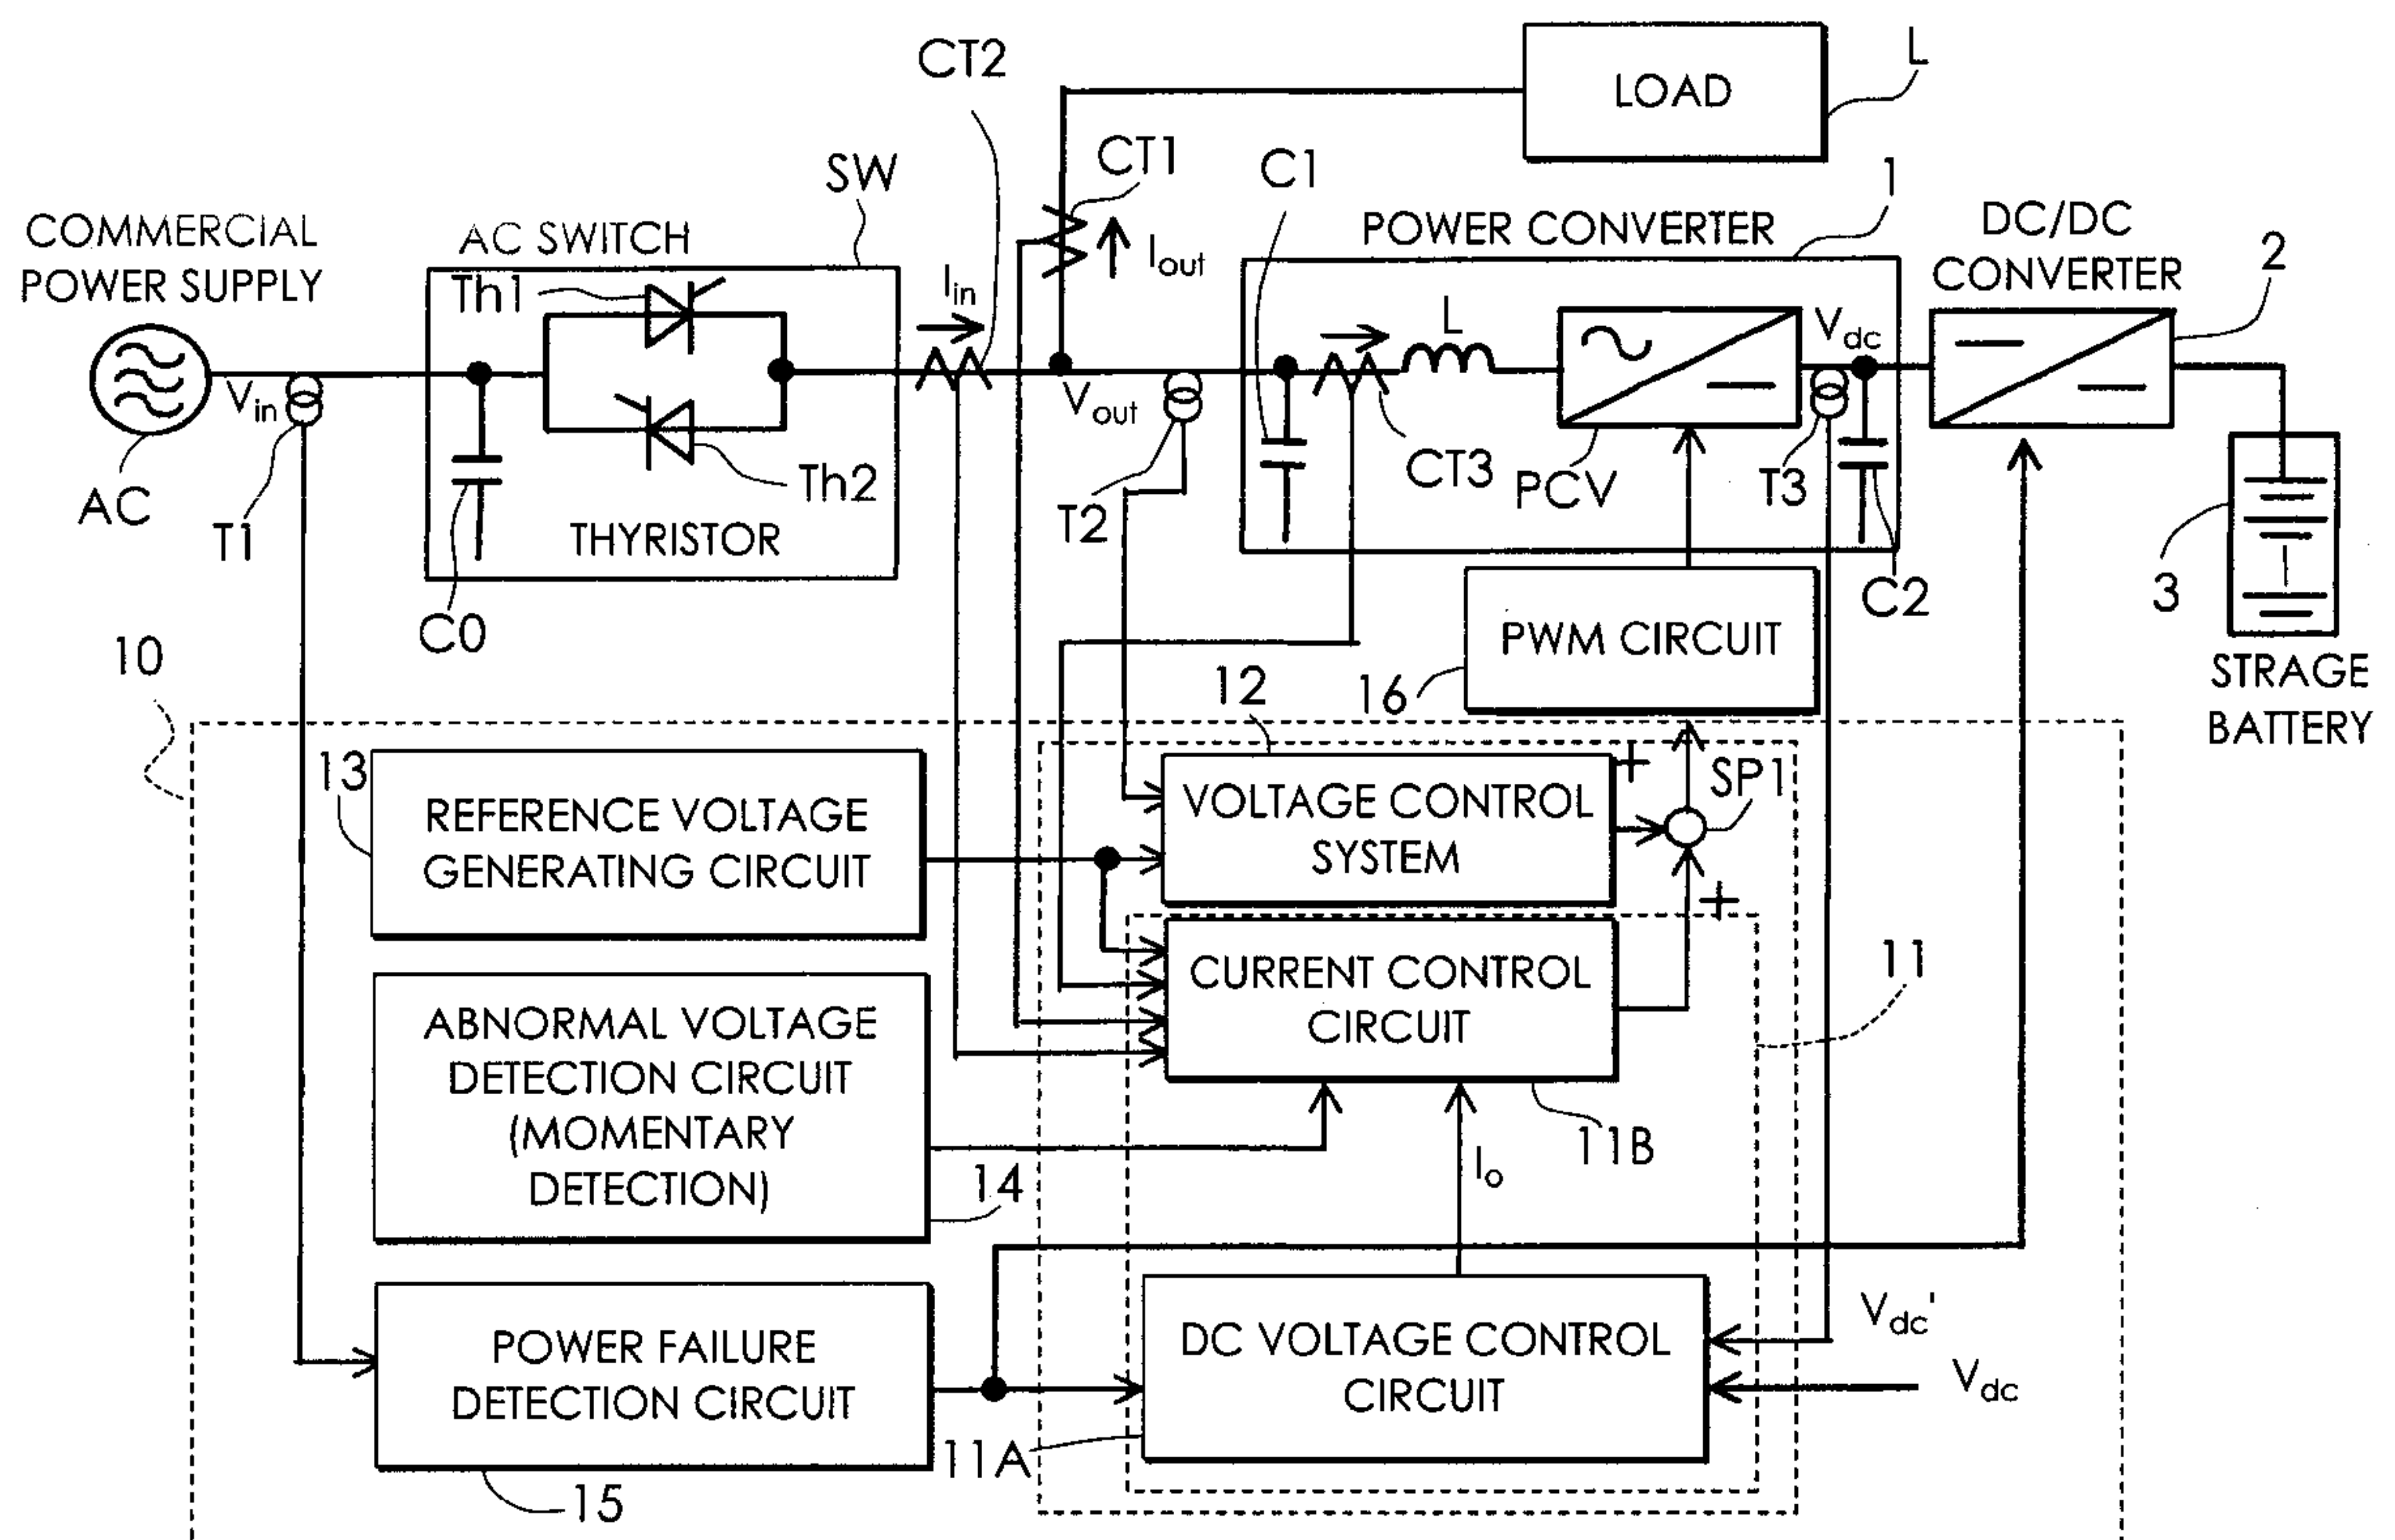 CT2
LOAD
L
CT1
C1
1
SW
COMMERCIAL
POWER SUPPLY
AC SWITCH
Th1
Iin
Iout
POWER CONVERTER
DC/DC
CONVERTER
2
L
Vdc
Vin
Vout
Th2
CT3
PCV
T3
AC
T1
THYRISTOR
T2
C2
3
C0
PWM CIRCUIT
16
STRAGE
BATTERY
10
12
13
REFERENCE VOLTAGE
GENERATING CIRCUIT
VOLTAGE CONTROL
SYSTEM
+
SP1
+
CURRENT CONTROL
CIRCUIT
11
ABNORMAL VOLTAGE
DETECTION CIRCUIT
(MOMENTARY
DETECTION)
14
11B
Io
POWER FAILURE
DETECTION CIRCUIT
DC VOLTAGE CONTROL
CIRCUIT
Vdc'
Vdc
11A
15